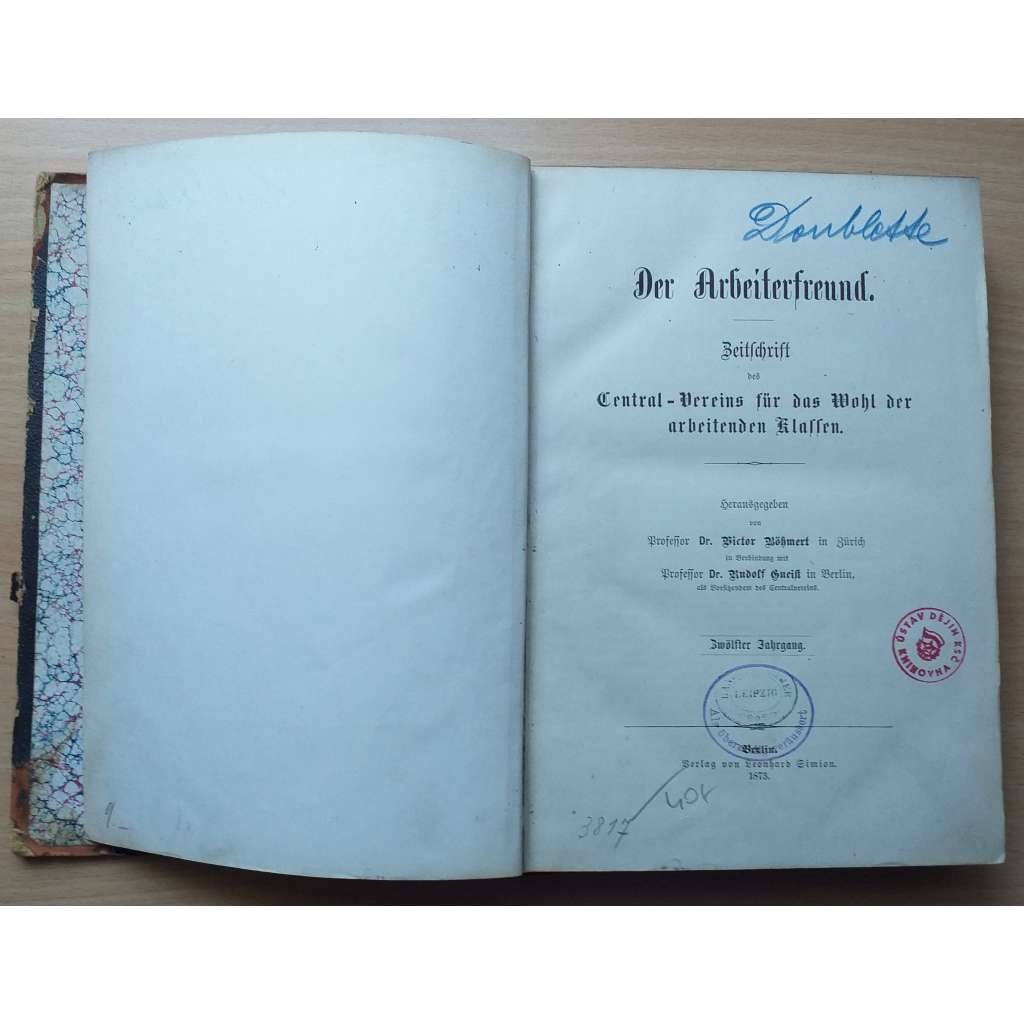 Doublette
Der Arbeiterfreund.
Zeitschrift
des
Central-Vereins für das Wohl der
arbeitenden Klassen.
Herausgegeben
von
Professor Dr. Victor Böhmert in Zürich
in Verbindung mit
Professor Dr. Rudolf Gneist in Berlin,
als Vorsitzendem des Centralvereins.
Zwölfter Jahrgang.
ÚSTAV DĚJIN KSČ
KNIHOVNA
LEIPZIG
Als
Berlin.
Verlag von Leonhard Simion.
1873.
3817